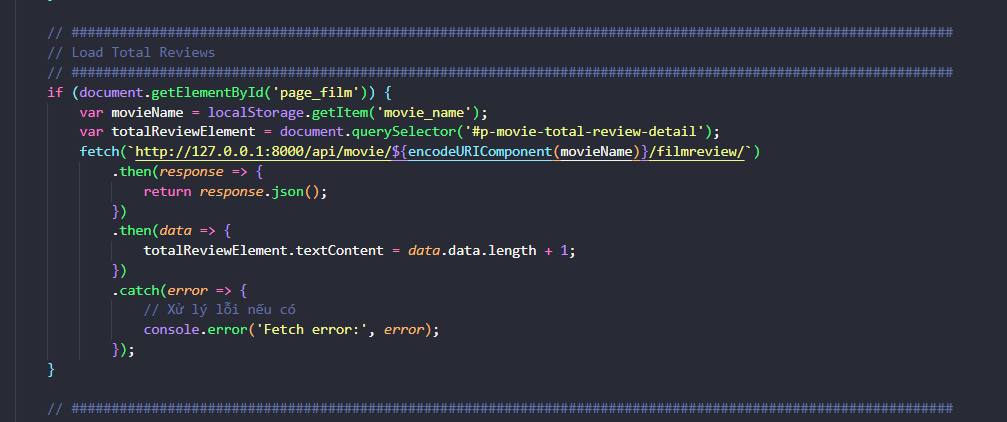 // ##############################################################################################################
// Load Total Reviews
// ##############################################################################################################
if (document.getElementById('page_film')) {
    var movieName = localStorage.getItem('movie_name');
    var totalReviewElement = document.querySelector('#p-movie-total-review-detail');
    fetch(`http://127.0.0.1:8000/api/movie/${encodeURIComponent(movieName)}/filmreview/`)
        .then(response => {
            return response.json();
        })
        .then(data => {
            totalReviewElement.textContent = data.data.length + 1;
        })
        .catch(error => {
            // Xử lý lỗi nếu có
            console.error('Fetch error:', error);
        });
}
// ##############################################################################################################